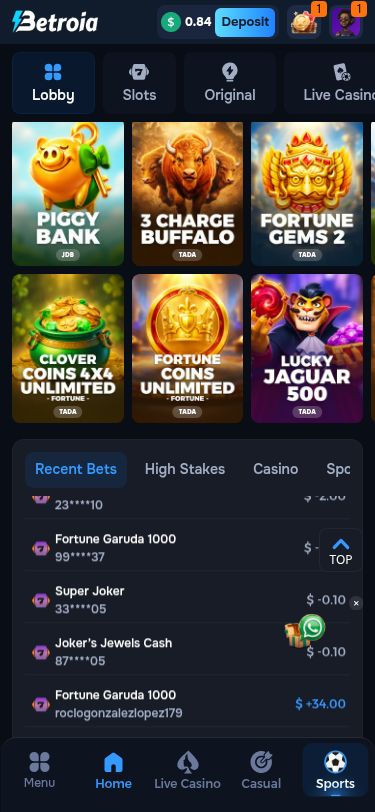 Betroia
$ 0.84 Deposit
1
1
Lobby
Slots
Original
Live Casino
PIGGY
BANK
JDB
3 CHARGE
BUFFALO
TADA
FORTUNE
GEMS 2
TADA
CLOVER
COINS 4X4
UNLIMITED
- FORTUNE -
TADA
FORTUNE
COINS
UNLIMITED
- FORTUNE -
TADA
LUCKY
JAGUAR
500
TADA
Recent Bets
High Stakes
Casino
23****10
$ -2.00
Fortune Garuda 1000
99****37
$ -
TOP
Super Joker
33****05
$ -0.10
×
Joker's Jewels Cash
87****05
$ -0.10
Fortune Garuda 1000
roclogonzalezlopez179
$ +34.00
Menu
Home
Live Casino
Casual
Sports